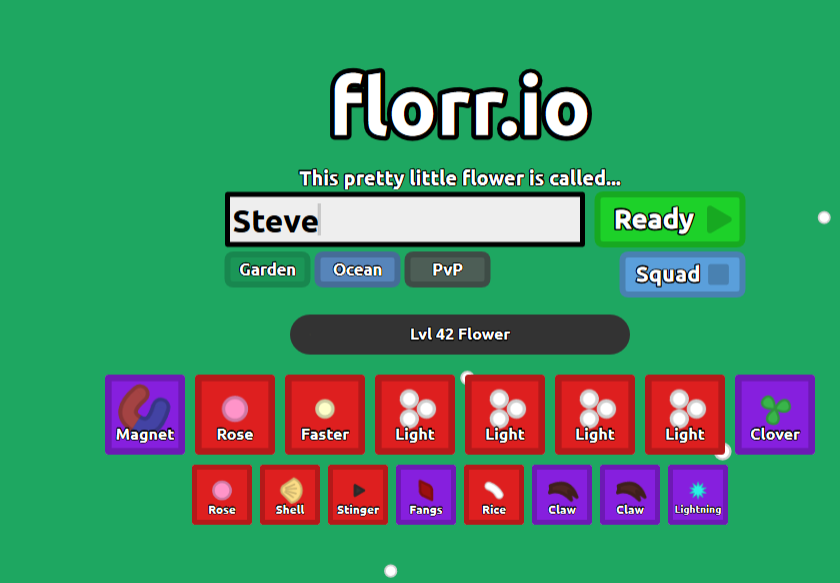 florr.io
This pretty little flower is called...
Steve
Ready
Garden Ocean PvP
Squad
Lvl 42 Flower
Magnet Rose Faster Light Light Light Light Clover
Rose Shell Stinger Fangs Rice Claw Claw Lightning